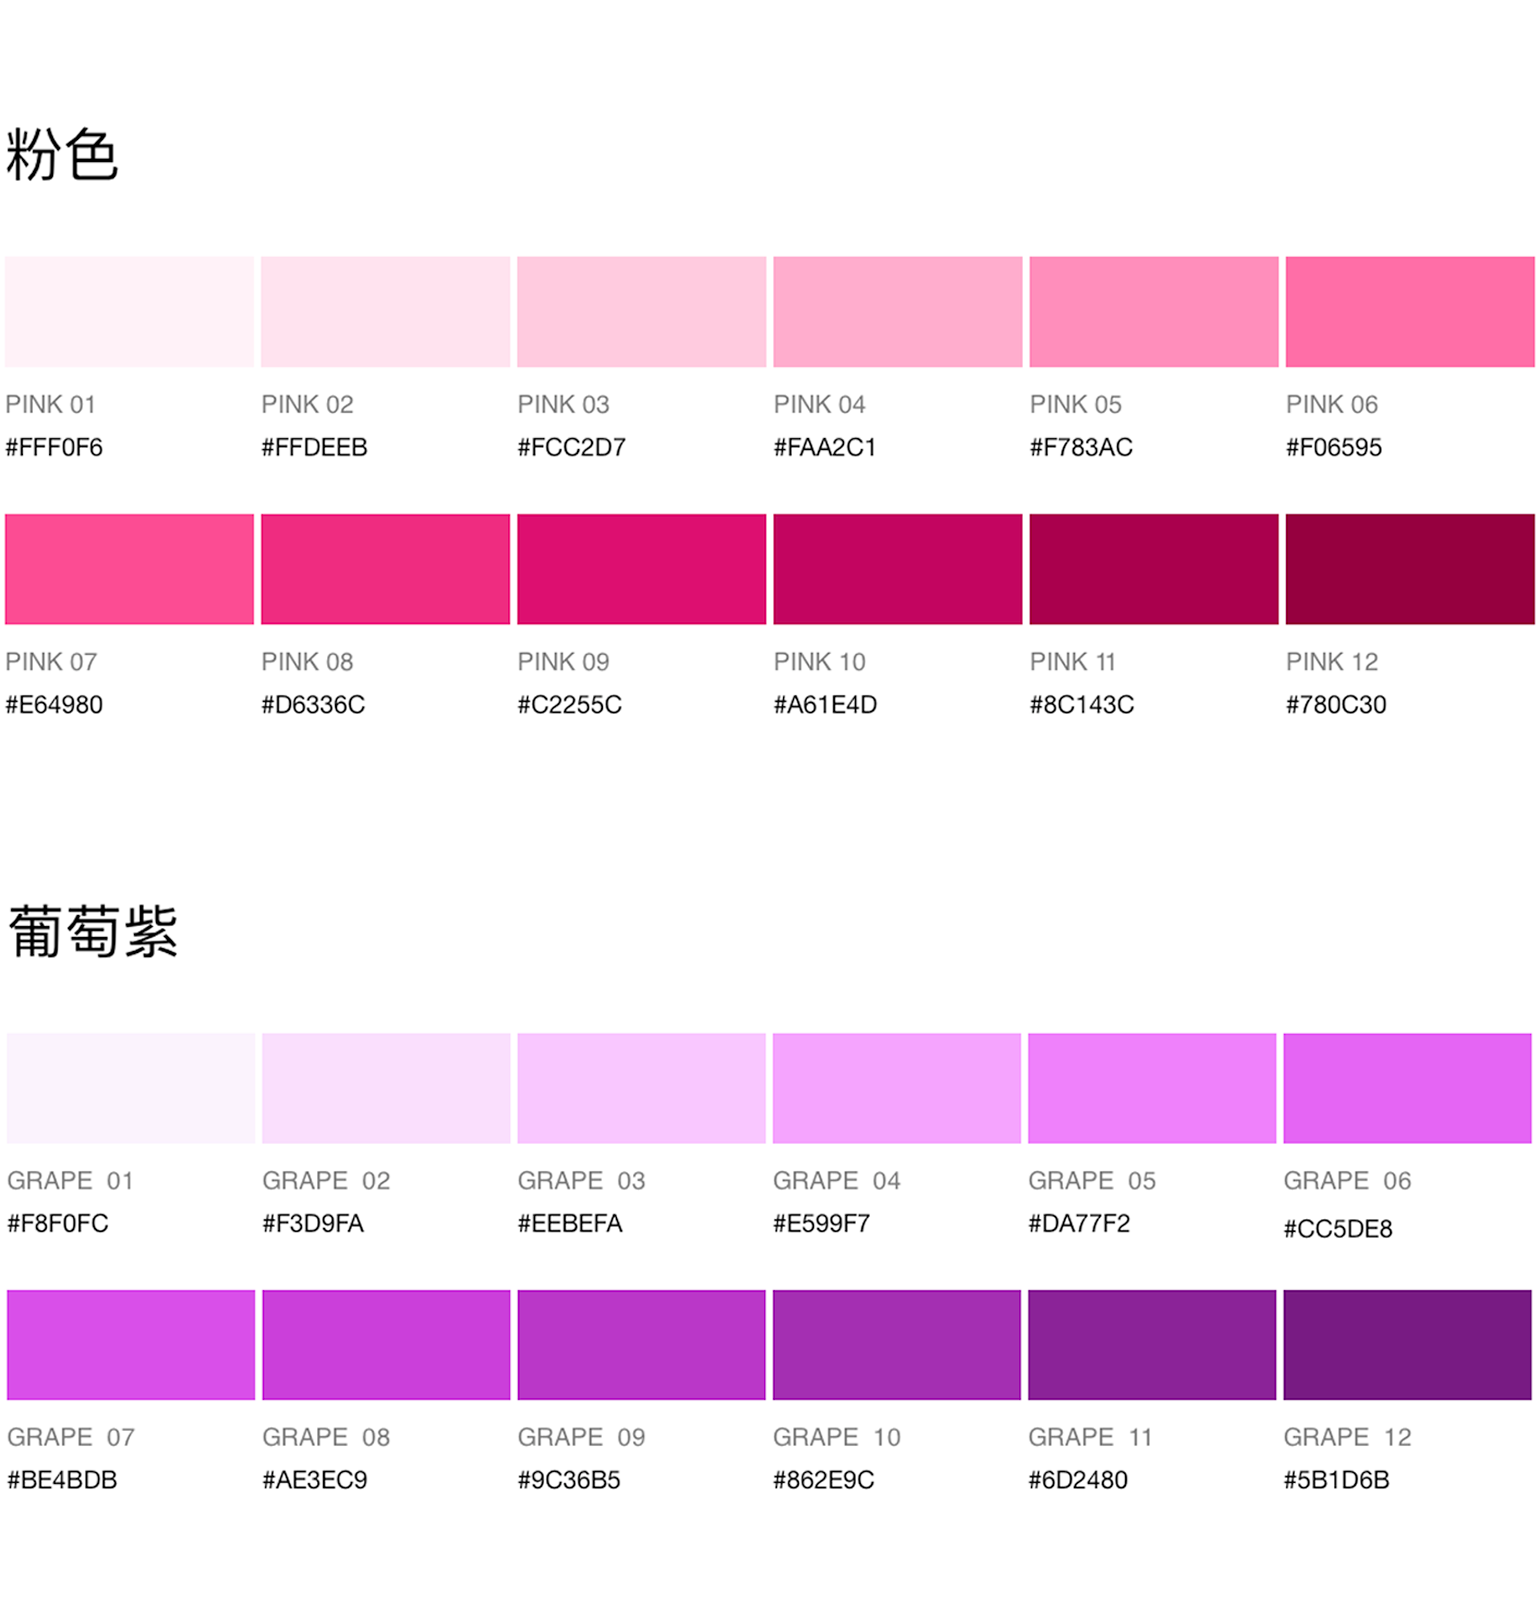 粉色
PINK 01 PINK 02 PINK 03 PINK 04 PINK 05 PINK 06
#FFF0F6 #FFDEEB #FCC2D7 #FAA2C1 #F783AC #F06595
PINK 07 PINK 08 PINK 09 PINK 10 PINK 11 PINK 12
#E64980 #D6336C #C2255C #A61E4D #8C143C #780C30
葡萄紫
GRAPE 01 GRAPE 02 GRAPE 03 GRAPE 04 GRAPE 05 GRAPE 06
#F8F0FC #F3D9FA #EEBEFA #E599F7 #DA77F2 #CC5DE8
GRAPE 07 GRAPE 08 GRAPE 09 GRAPE 10 GRAPE 11 GRAPE 12
#BE4BDB #AE3EC9 #9C36B5 #862E9C #6D2480 #5B1D6B